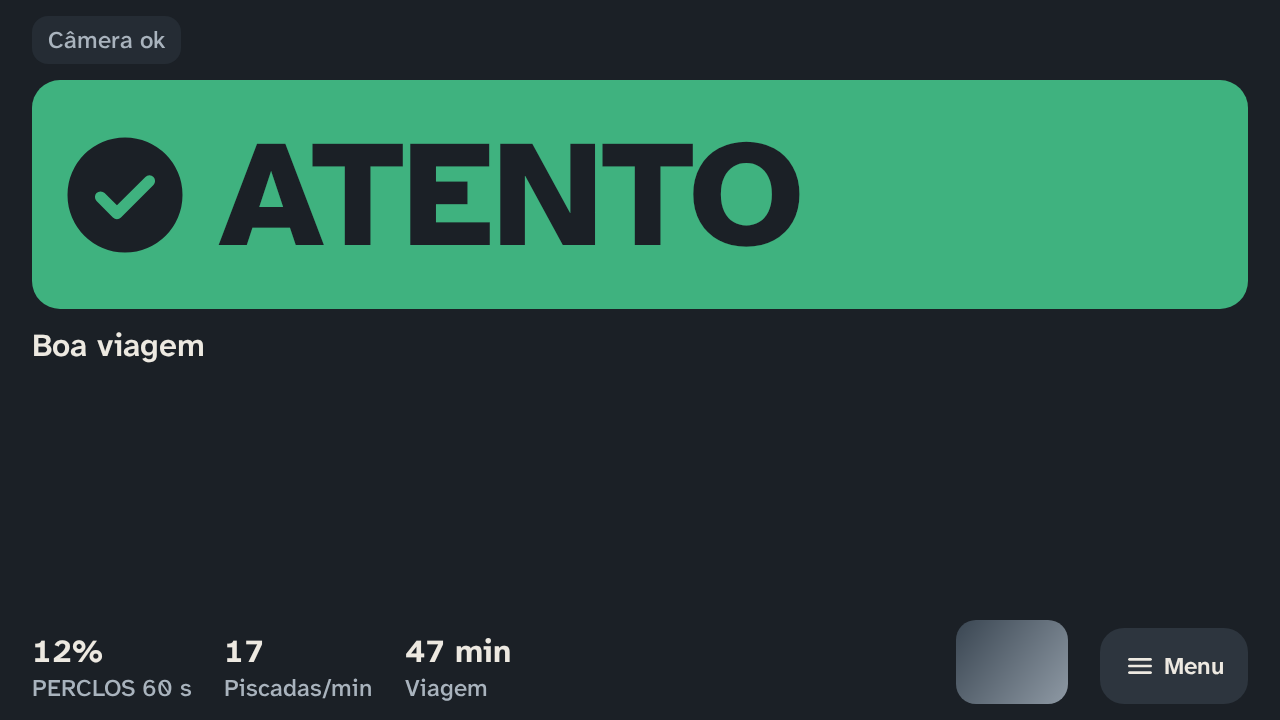 Câmera ok
ATENTO
Boa viagem
12%
PERCLOS 60 s
17
Piscadas/min
47 min
Viagem
Menu